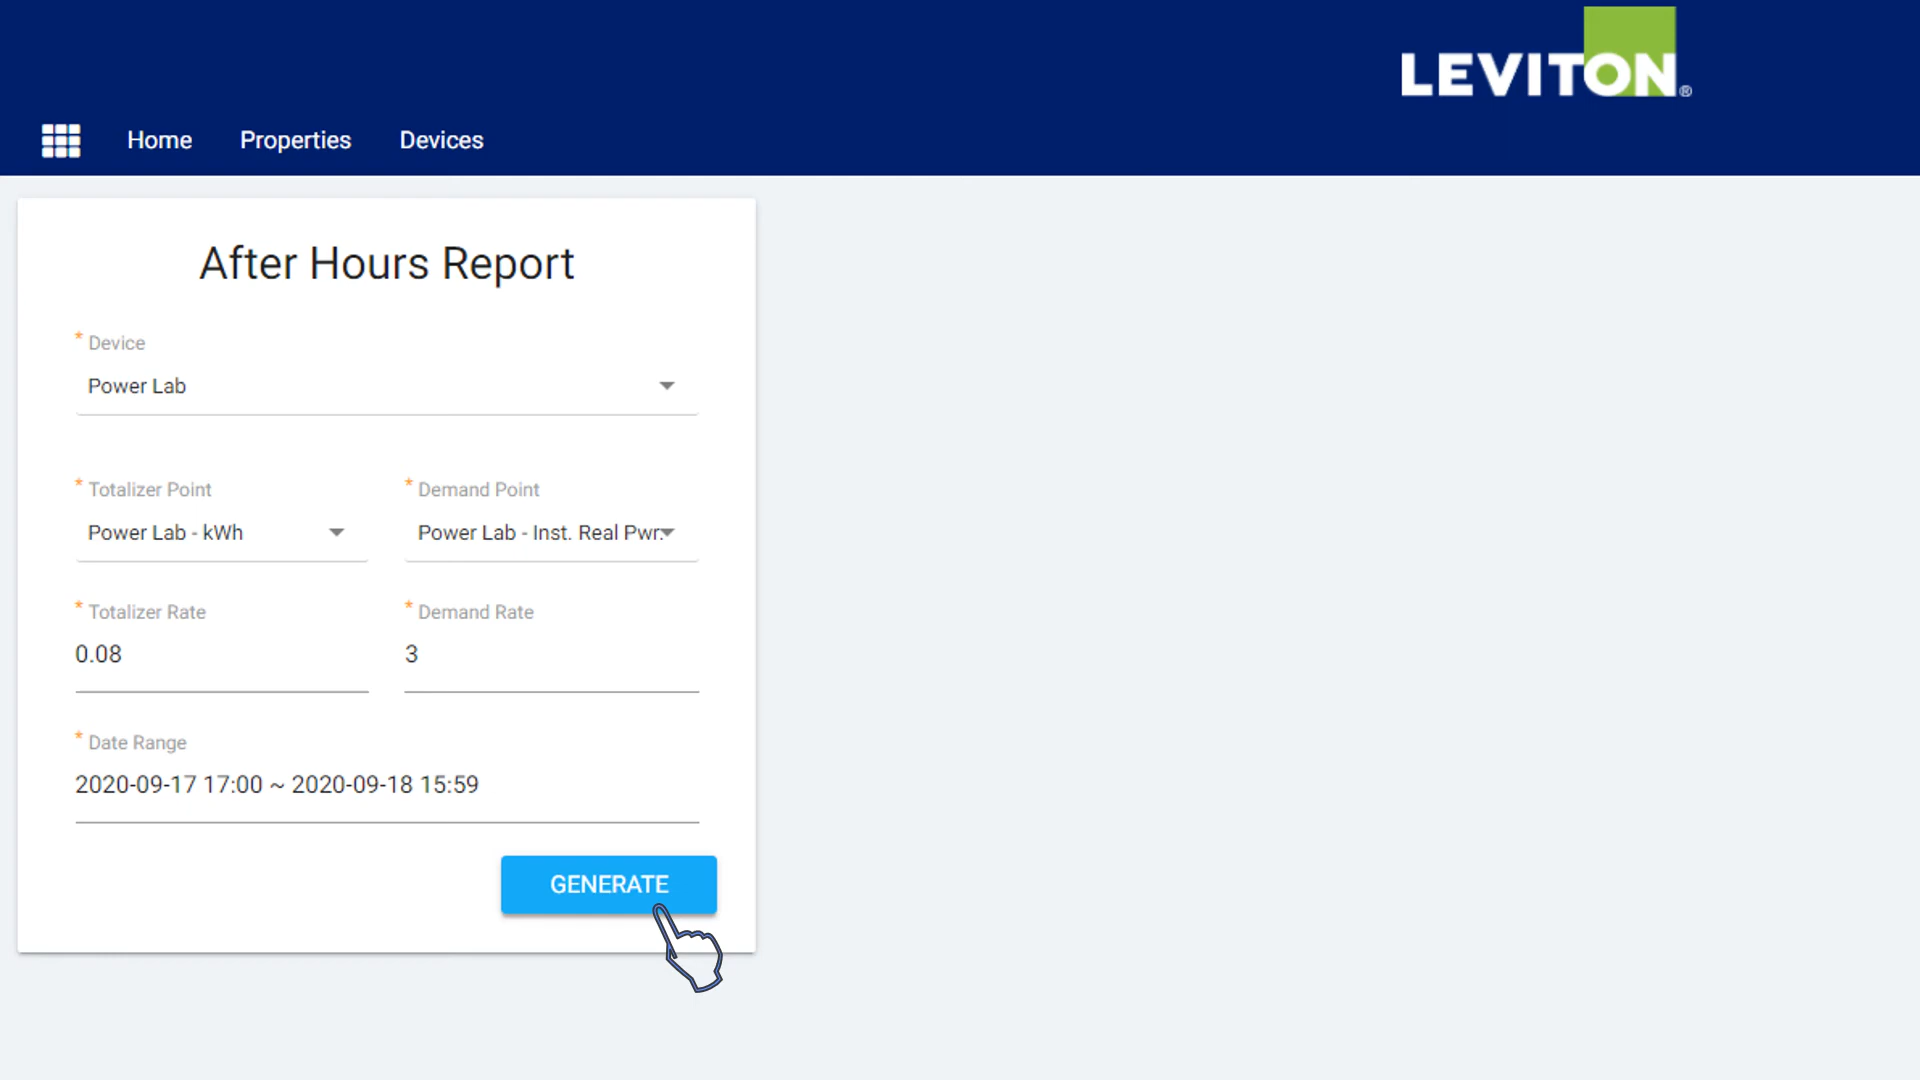 LEVITON®
Home Properties Devices
After Hours Report
* Device
Power Lab
* Totalizer Point * Demand Point
Power Lab - kWh Power Lab - Inst. Real Pwr.
* Totalizer Rate * Demand Rate
0.08 3
* Date Range
2020-09-17 17:00 ~ 2020-09-18 15:59
GENERATE